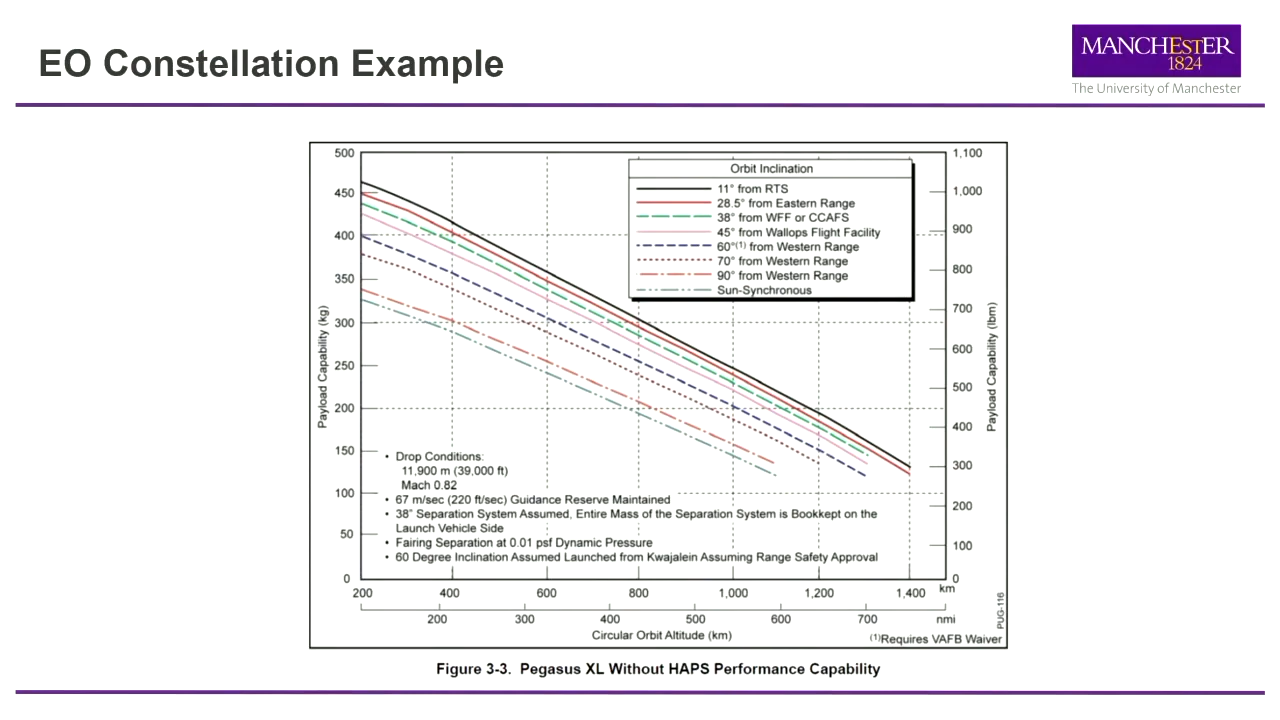 EO Constellation Example
MANCHESTER
1824
The University of Manchester
500
450
400
350
300
250
200
150
100
50
0
Payload Capability (kg)
1,100
1,000
900
800
700
600
500
400
300
200
100
0
Payload Capability (lbm)
Orbit Inclination
11° from RTS
28.5° from Eastern Range
38° from WFF or CCAFS
45° from Wallops Flight Facility
60°(1) from Western Range
70° from Western Range
90° from Western Range
Sun-Synchronous
• Drop Conditions:
11,900 m (39,000 ft)
Mach 0.82
• 67 m/sec (220 ft/sec) Guidance Reserve Maintained
• 38" Separation System Assumed, Entire Mass of the Separation System is Bookkept on the
Launch Vehicle Side
• Fairing Separation at 0.01 psf Dynamic Pressure
• 60 Degree Inclination Assumed Launched from Kwajalein Assuming Range Safety Approval
200 400 600 800 1,000 1,200 1,400 km
200 300 400 500 600 700 nmi
Circular Orbit Altitude (km)
(1)Requires VAFB Waiver
PUG-116
Figure 3-3. Pegasus XL Without HAPS Performance Capability